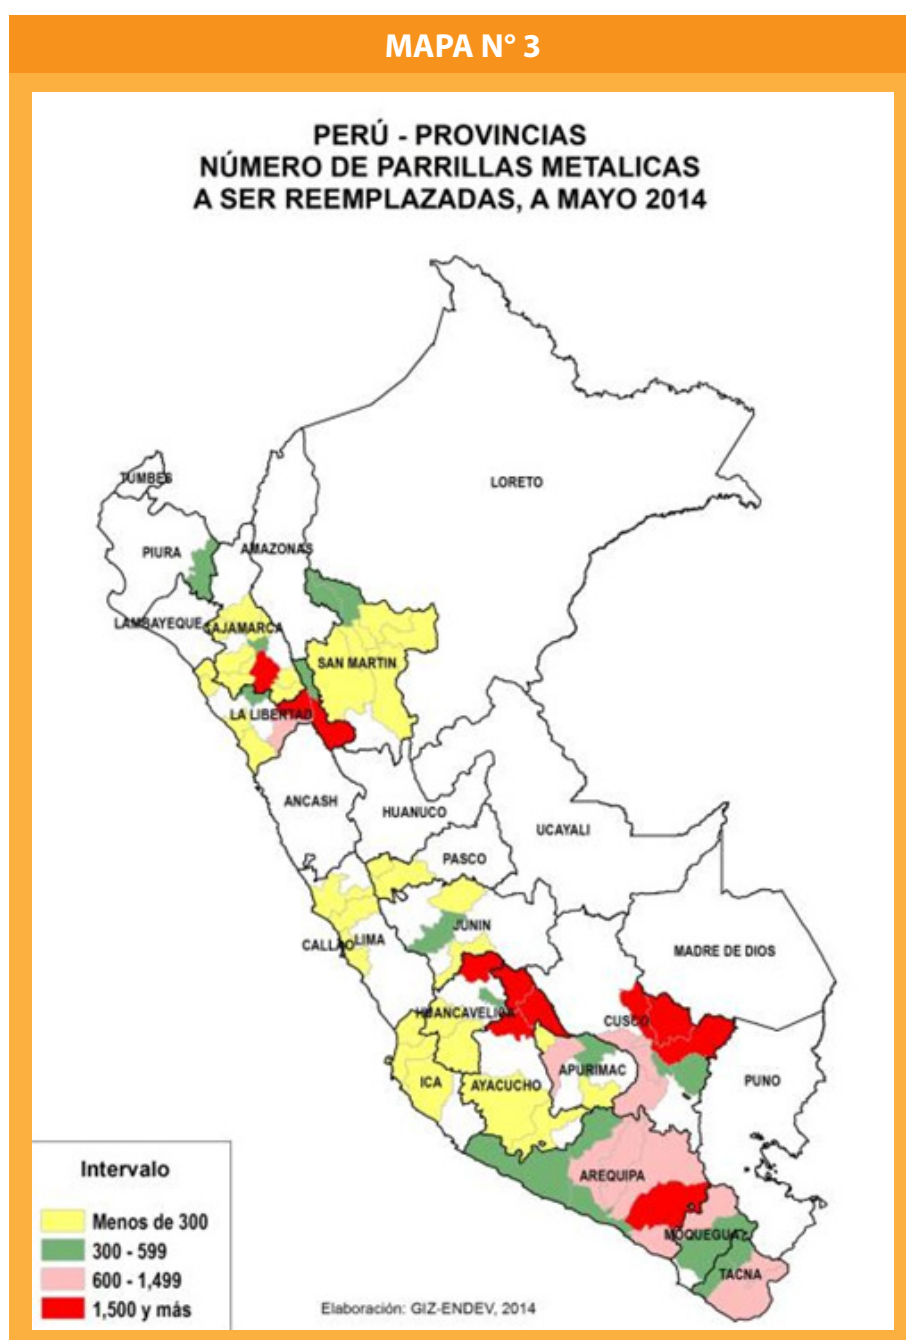 MAPA N° 3
PERÚ - PROVINCIAS
NÚMERO DE PARRILLAS METALICAS
A SER REEMPLAZADAS, A MAYO 2014
LORETO
TUMBES
PIURA
AMAZONAS
LAMBAYEQUE
CAJAMARCA
SAN MARTIN
LA LIBERTAD
ANCASH
HUANUCO
UCAYALI
PASCO
JUNIN
CALLAO
LIMA
MADRE DE DIOS
HUANCAVELICA
CUSCO
ICA
AYACUCHO
APURIMAC
PUNO
AREQUIPA
MOQUEGUA
TACNA
Intervalo
Menos de 300
300 - 599
600 - 1,499
1,500 y más
Elaboración: GIZ-ENDEV, 2014